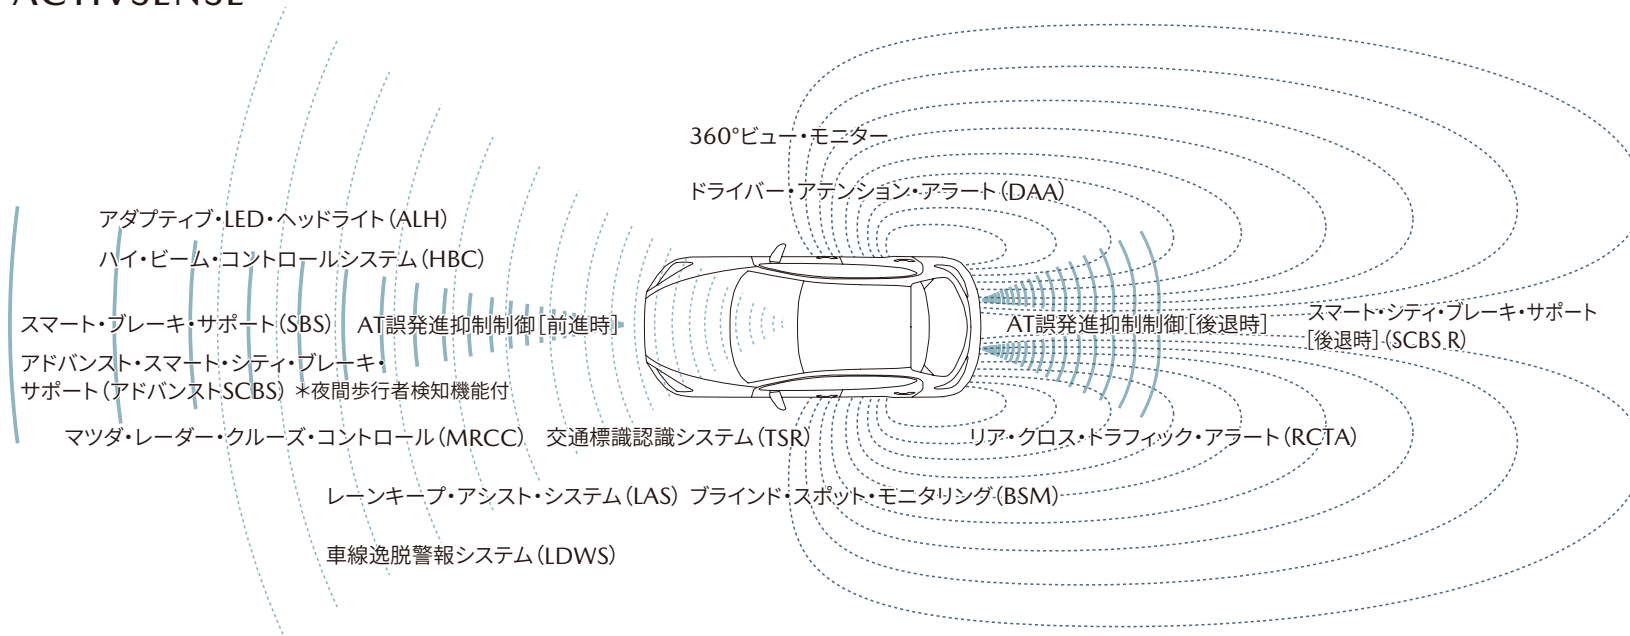 ACTIVSENSE
360°ビュー・モニター
ドライバー・アテンション・アラート(DAA)
アダプティブ・LED・ヘッドライト(ALH)
ハイ・ビーム・コントロールシステム(HBC)
スマート・ブレーキ・サポート(SBS)
AT誤発進抑制制御[前進時]
AT誤発進抑制制御[後退時]
スマート・シティ・ブレーキ・サポート
[後退時](SCBS R)
アドバンスト・スマート・シティ・ブレーキ・
サポート(アドバンストSCBS) *夜間歩行者検知機能付
マツダ・レーダー・クルーズ・コントロール(MRCC)
交通標識認識システム(TSR)
リア・クロス・トラフィック・アラート(RCTA)
レーンキープ・アシスト・システム(LAS)
ブラインド・スポット・モニタリング(BSM)
車線逸脱警報システム(LDWS)